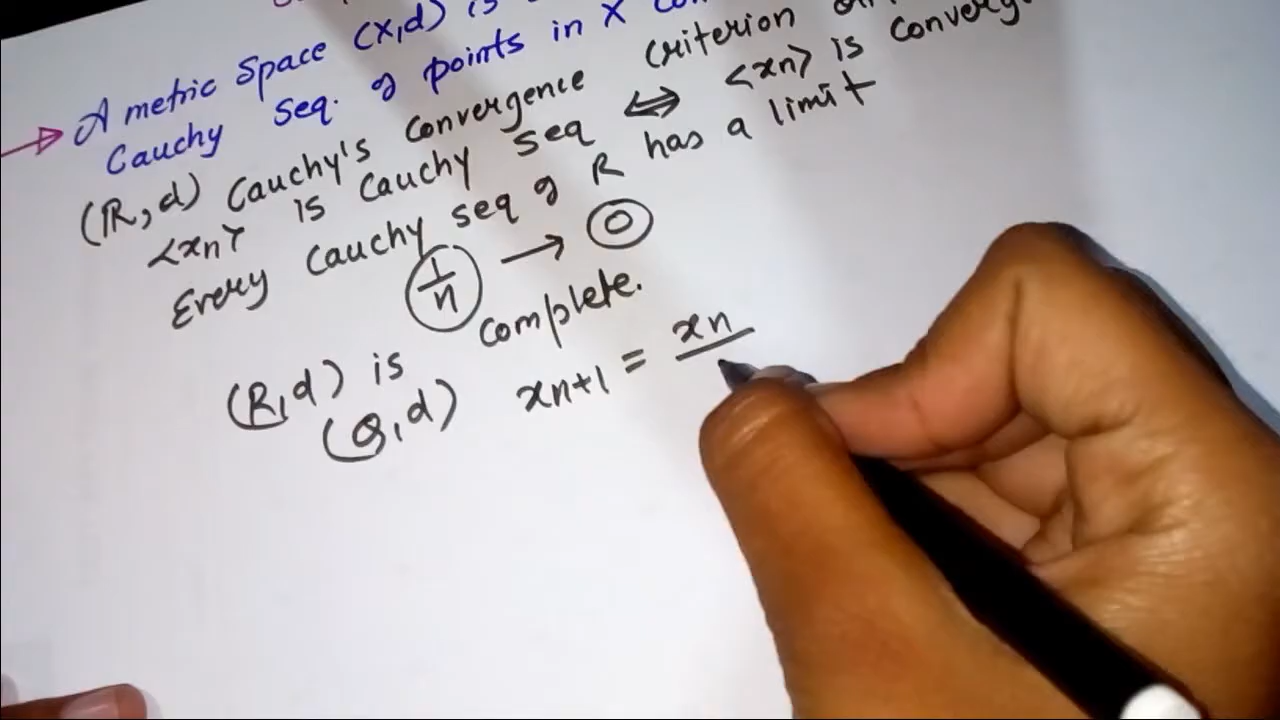 A metric Space (X,d) is
Cauchy Seq. of points in X
(R,d) Cauchy's Convergence Criterion
<xn> is Cauchy seq ⇔ <xn> is
Every Cauchy seq of R has a limit
1/n → 0
(R,d) is complete.
(Q,d) xn+1 = xn